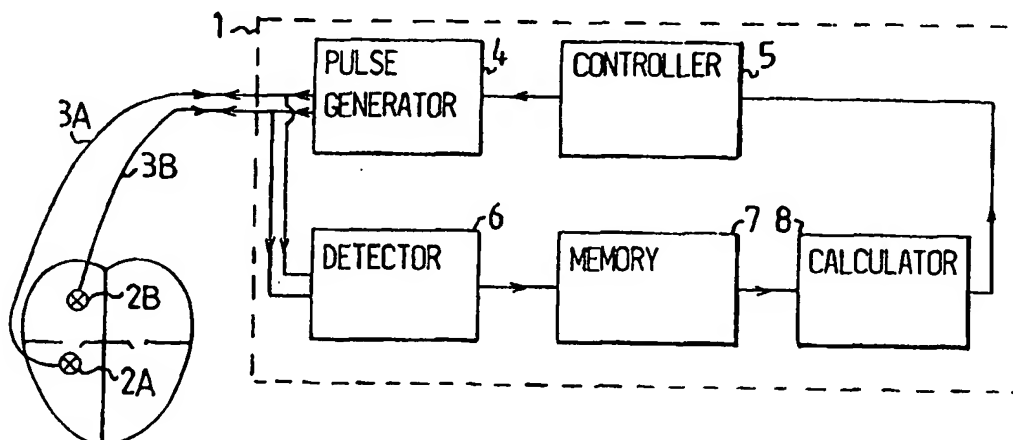 1
PULSE
GENERATOR
4
CONTROLLER
5
3A
3B
DETECTOR
6
MEMORY
7
8
CALCULATOR
2B
2A